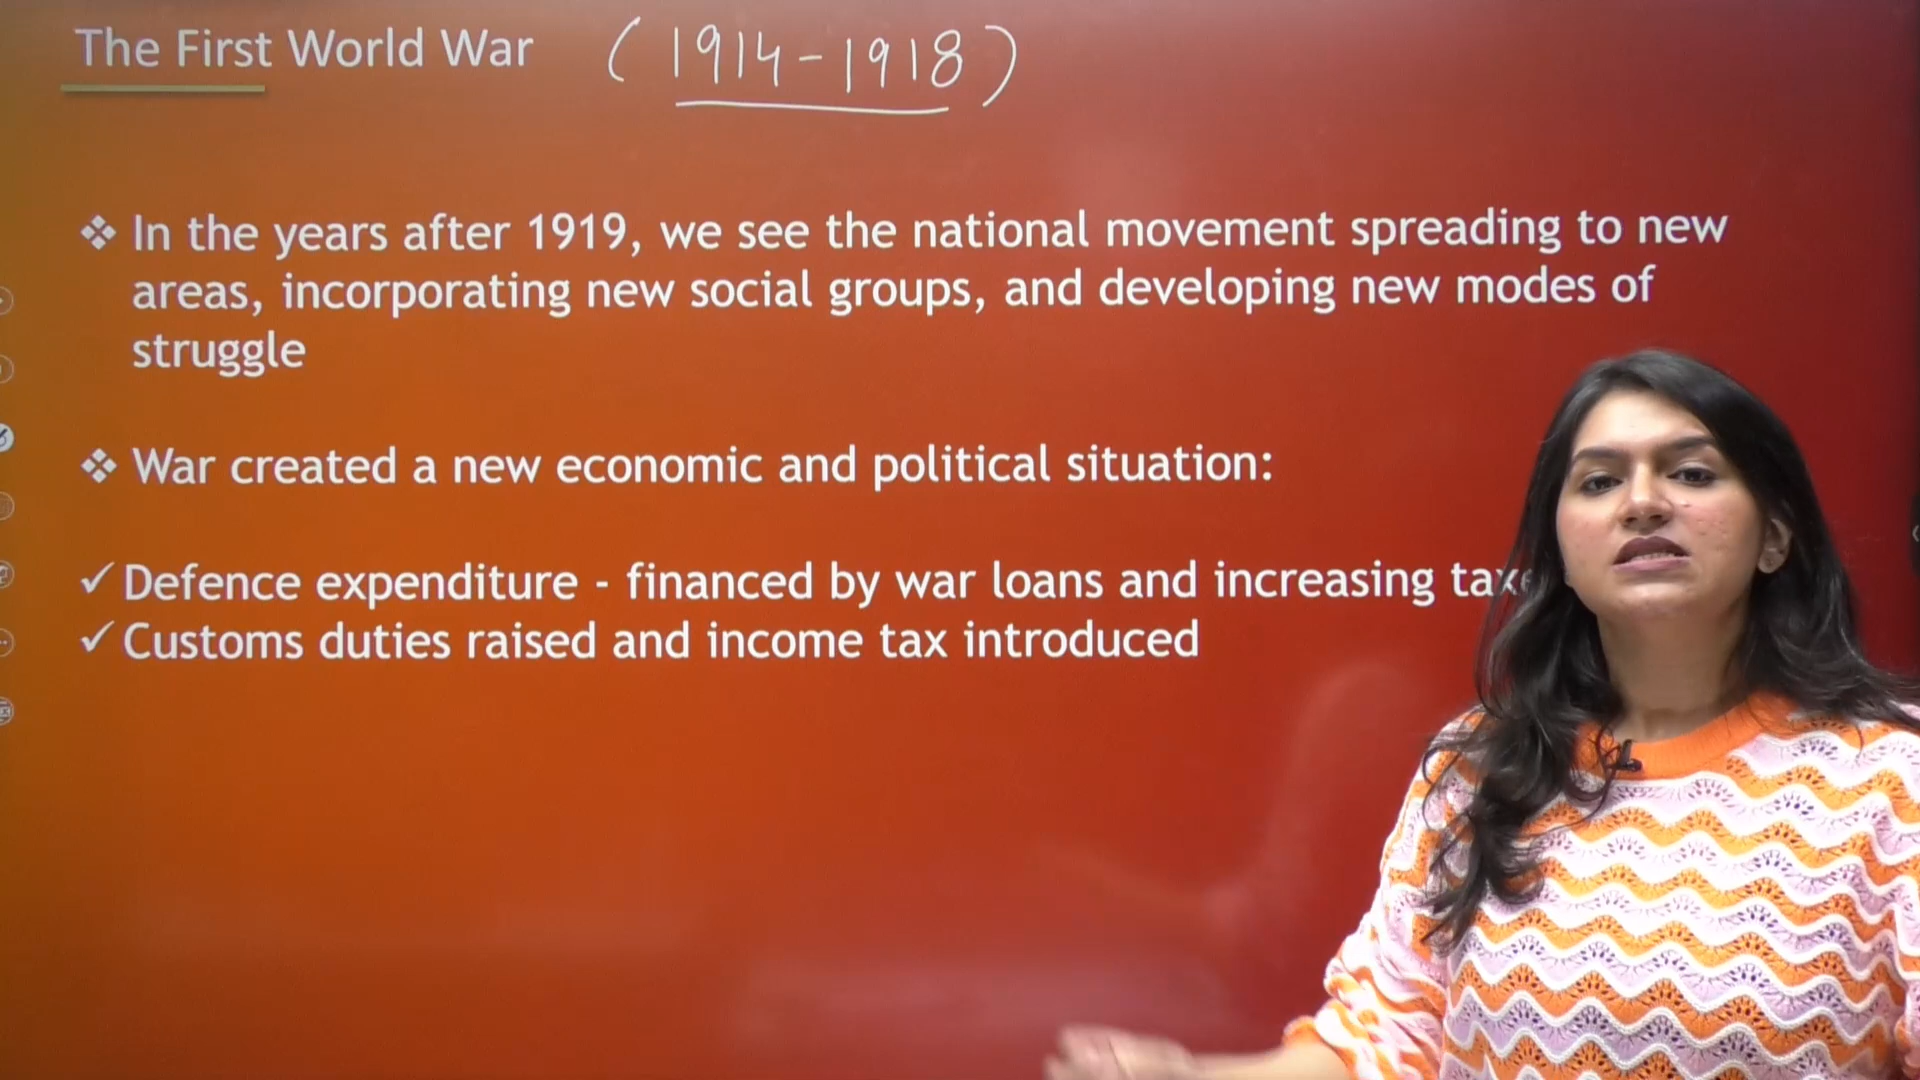 The First World War (1914-1918)
❖ In the years after 1919, we see the national movement spreading to new
areas, incorporating new social groups, and developing new modes of
struggle
❖ War created a new economic and political situation:
✓ Defence expenditure - financed by war loans and increasing
✓ Customs duties raised and income tax introduced